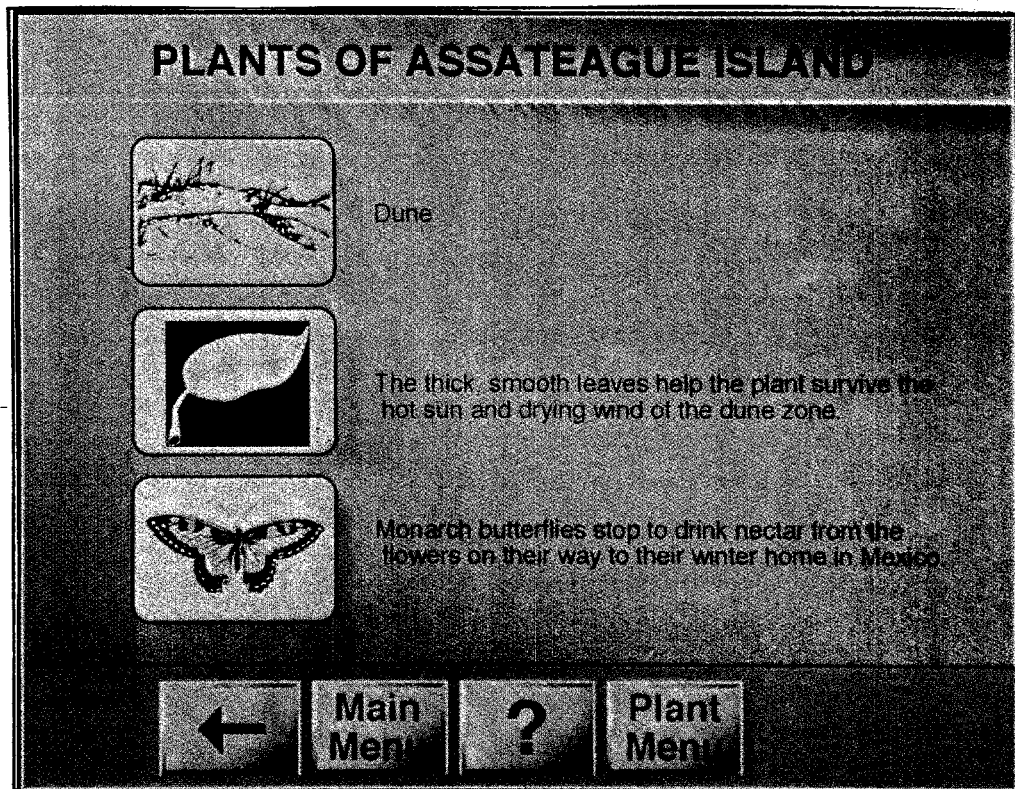 PLANTS OF ASSATEAGUE ISLAND
Dune
The thick, smooth leaves help the plant survive the
hot sun and drying wind of the dune zone.
Monarch butterflies stop to drink nectar from the
flowers on their way to their winter home in Mexico
Main
Menu
?
Plant
Menu